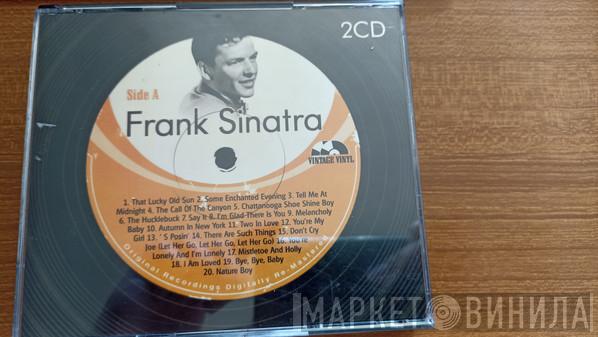 2CD
Side A
Frank Sinatra
VINTAGE VINYL
1. That Lucky Old Sun 2. Some Enchanted Evening 3. Tell Me At
Midnight 4. The Call Of The Canyon 5. Chattanooga Shoe Shine Boy
6. The Hucklebuck 7. Say It 8. I'm Glad There Is You 9. Melancholy
Baby 10. Autumn In New York 11. Two In Love 12. You're My
Girl 13. 'S Posin' 14. There Are Such Things 15. Don't Cry
Joe (Let Her Go, Let Her Go, Let Her Go) 16. You're
Lonely And I'm Lonely 17. Mistletoe And Holly
18. I Am Loved 19. Bye, Bye, Baby
20. Nature Boy
Original Recordings Digitally Re-Mastered
МАРКЕТ ВИНИЛА